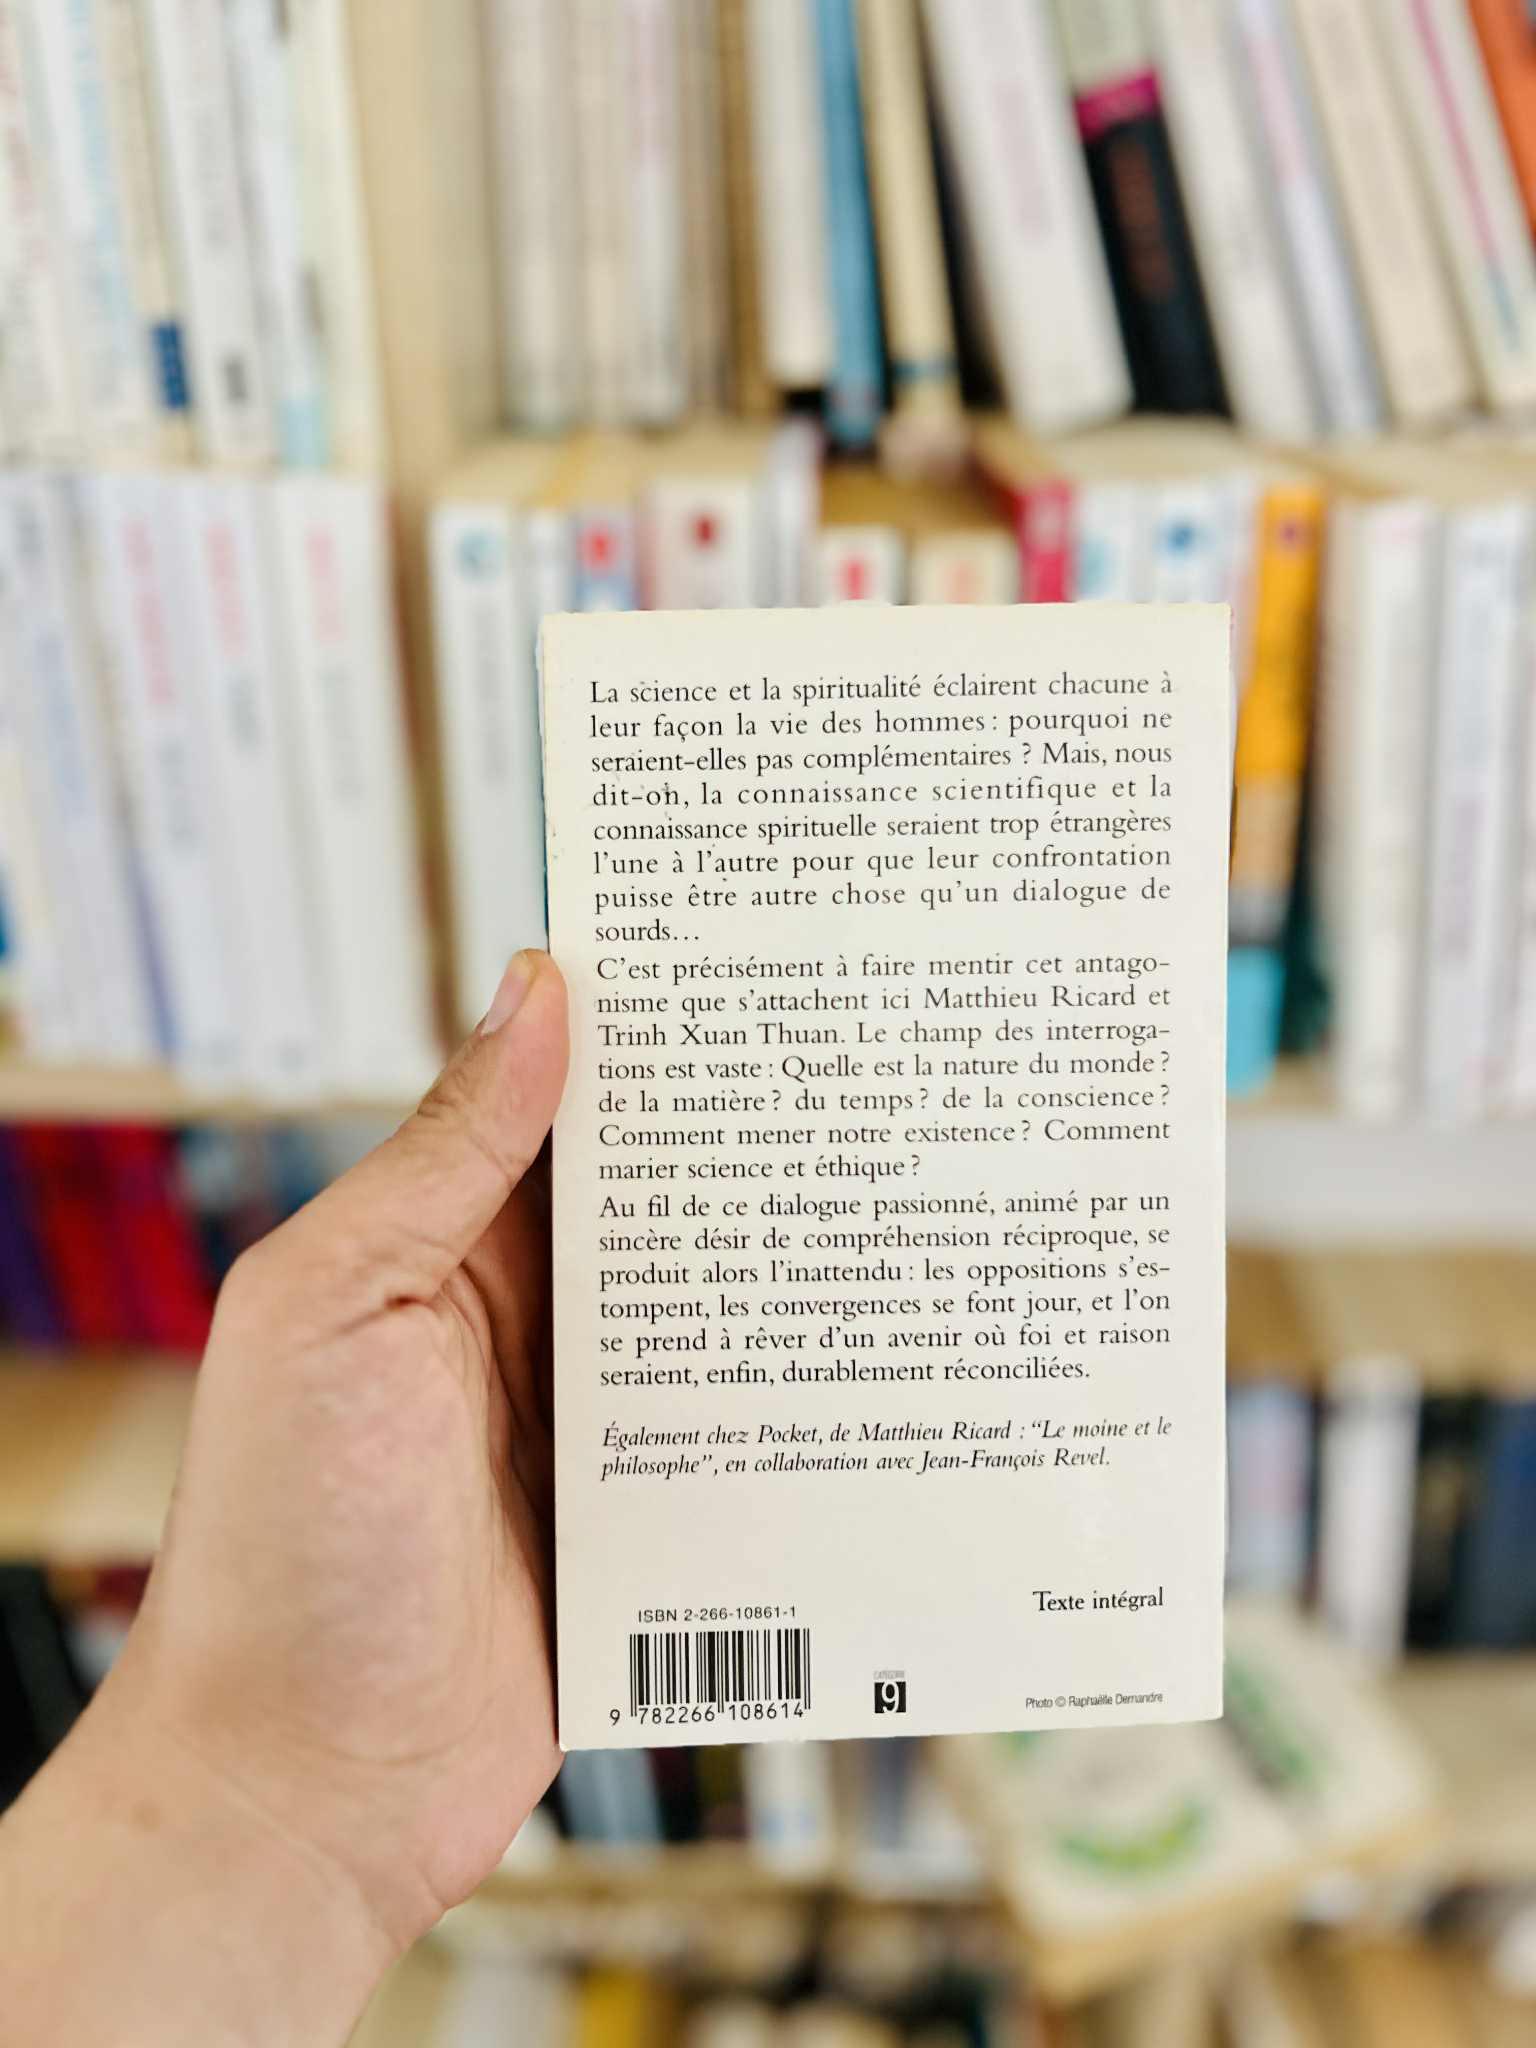 La science et la spiritualité éclairent chacune à
leur façon la vie des hommes : pourquoi ne
seraient-elles pas complémentaires ? Mais, nous
dit-on, la connaissance scientifique et la
connaissance spirituelle seraient trop étrangères
l'une à l'autre pour que leur confrontation
puisse être autre chose qu'un dialogue de
sourds…
C'est précisément à faire mentir cet antago-
nisme que s'attachent ici Matthieu Ricard et
Trinh Xuan Thuan. Le champ des interroga-
tions est vaste : Quelle est la nature du monde ?
de la matière ? du temps ? de la conscience ?
Comment mener notre existence ? Comment
marier science et éthique ?
Au fil de ce dialogue passionné, animé par un
sincère désir de compréhension réciproque, se
produit alors l'inattendu : les oppositions s'es-
tompent, les convergences se font jour, et l'on
se prend à rêver d'un avenir où foi et raison
seraient, enfin, durablement réconciliées.
Également chez Pocket, de Matthieu Ricard : “Le moine et le
philosophe”, en collaboration avec Jean-François Revel.
Texte intégral
ISBN 2-266-10861-1
9 782266 108614
CATÉGORIE
9
Photo © Raphaëlle Demandre